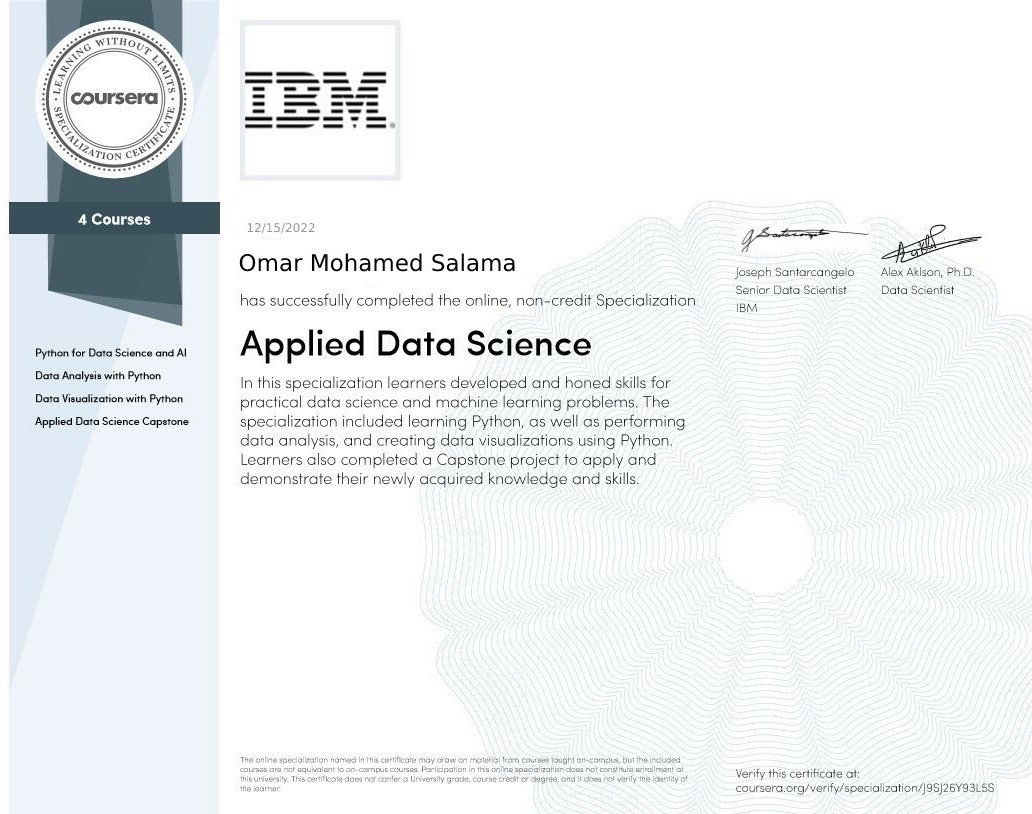 LEARNING WITHOUT LIMITS
coursera
SPECIALIZATION CERTIFICATE
4 Courses
Python for Data Science and AI
Data Analysis with Python
Data Visualization with Python
Applied Data Science Capstone
IBM®
12/15/2022
Omar Mohamed Salama
has successfully completed the online, non-credit Specialization
Applied Data Science
In this specialization learners developed and honed skills for
practical data science and machine learning problems. The
specialization included learning Python, as well as performing
data analysis, and creating data visualizations using Python.
Learners also completed a Capstone project to apply and
demonstrate their newly acquired knowledge and skills.
Joseph Santarcangelo
Senior Data Scientist
IBM
Alex Aklson, Ph.D.
Data Scientist
The online specialization named in this certificate may draw on material from courses taught on-campus, but the included
courses are not equivalent to on-campus courses. Participation in this online specialization does not constitute enrollment at
this university. This certificate does not confer a University grade, course credit or degree, and it does not verify the identity of
the learner.
Verify this certificate at:
coursera.org/verify/specialization/J9SJ26Y93L5S